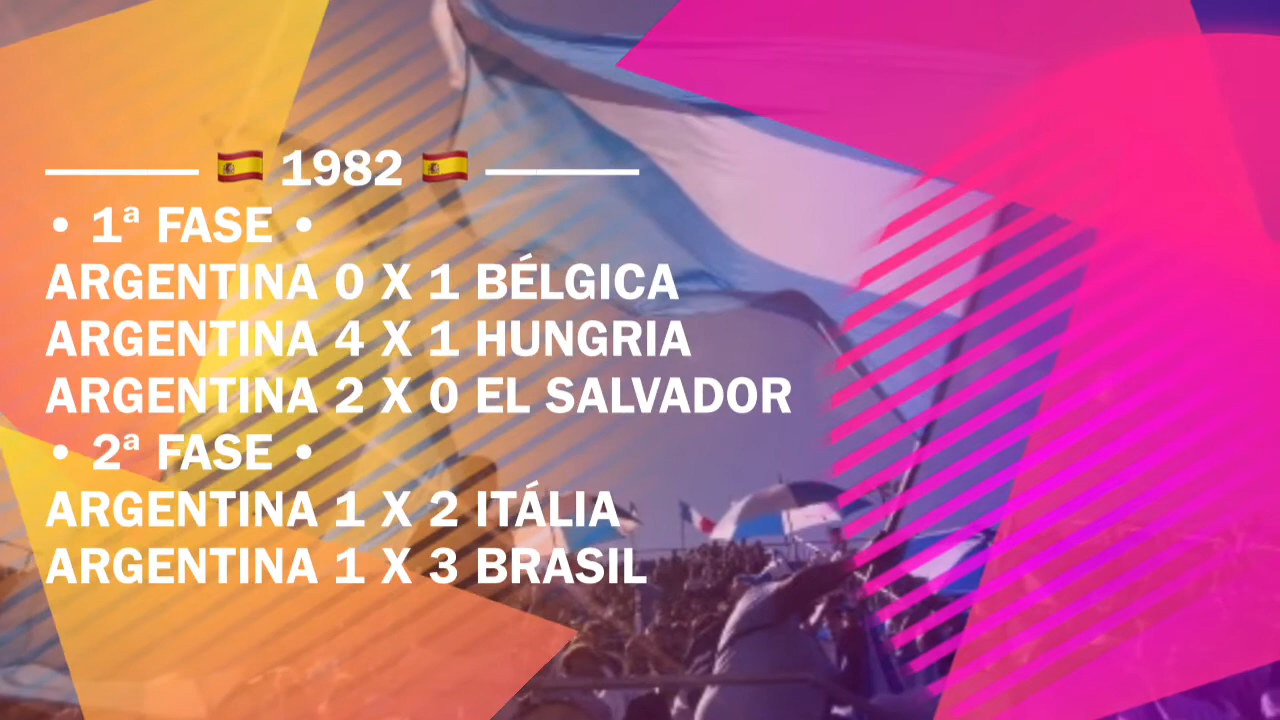 ——— 🇪🇸 1982 🇪🇸 ———
• 1ª FASE •
ARGENTINA 0 X 1 BÉLGICA
ARGENTINA 4 X 1 HUNGRIA
ARGENTINA 2 X 0 EL SALVADOR
• 2ª FASE •
ARGENTINA 1 X 2 ITÁLIA
ARGENTINA 1 X 3 BRASIL